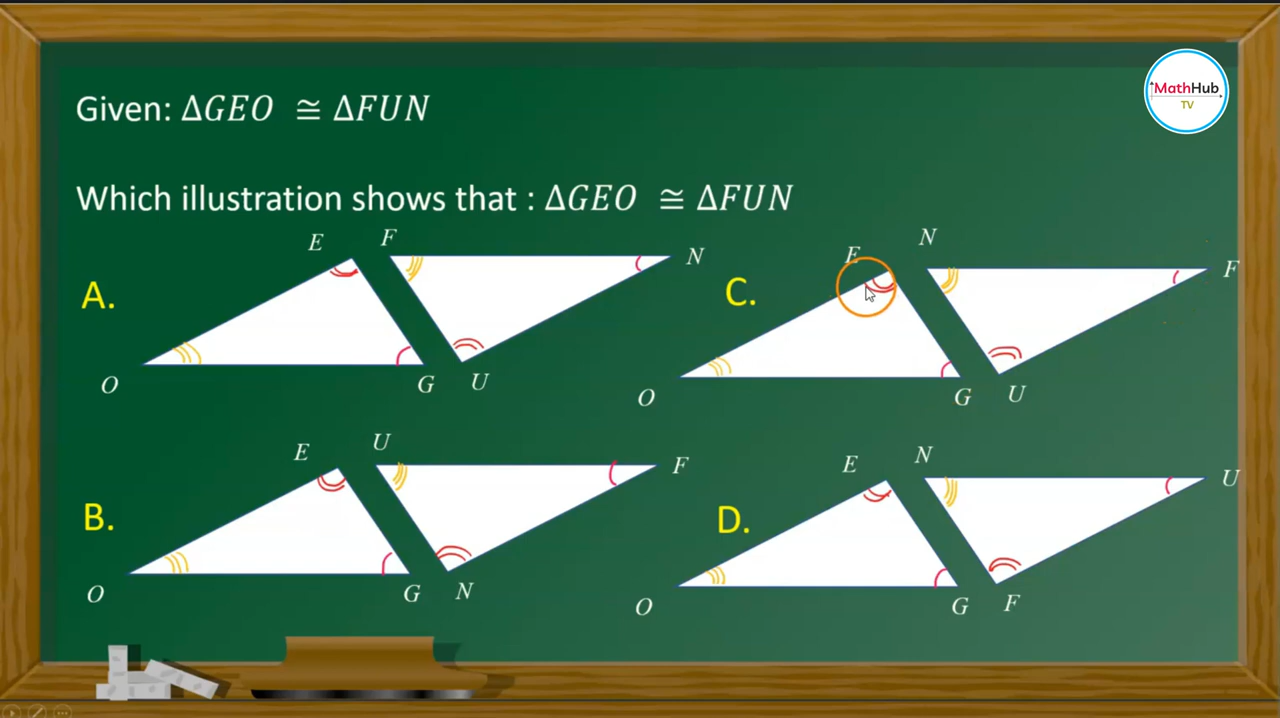 MathHub
TV
Given: ΔGEO ≅ ΔFUN
Which illustration shows that : ΔGEO ≅ ΔFUN
A.
E
F
N
O
G
U
C.
E
N
F
O
G
U
B.
E
U
F
O
G
N
D.
E
N
U
O
G
F